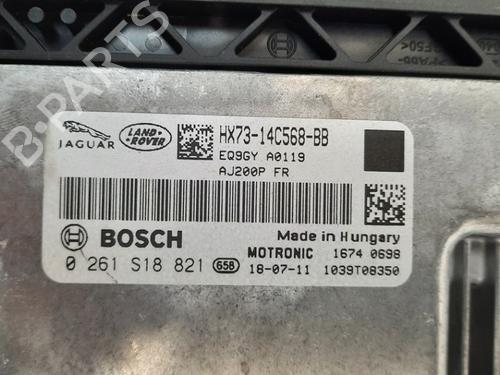 JAGUAR
LAND-
ROVER
HX73-14C568-BB
EQ9GY A0119
AJ200P FR
BOSCH
Made in Hungary
0 261 S18 821 G5B
MOTRONIC 1674 0698
18-07-11 1039T08350
B-PARTS